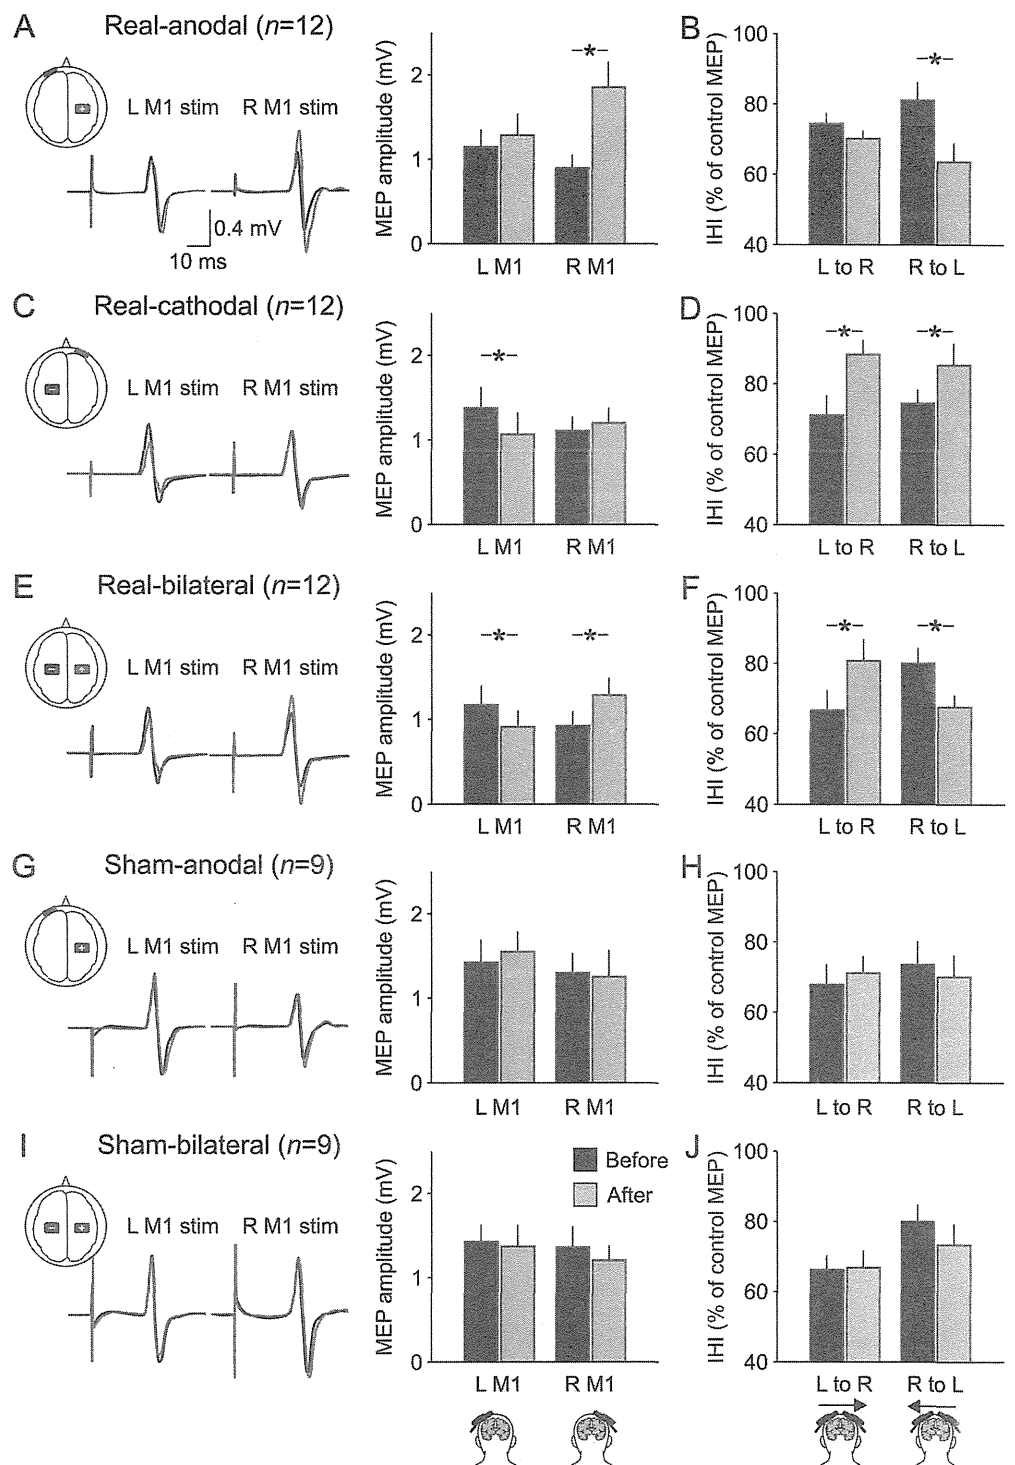 A Real-anodal (n=12)
L M1 stim R M1 stim
0.4 mV
10 ms
MEP amplitude (mV)
2
1
0
*
L M1 R M1
B
IHI (% of control MEP)
100
80
60
40
*
L to R R to L
C Real-cathodal (n=12)
L M1 stim R M1 stim
MEP amplitude (mV)
2
1
0
*
L M1 R M1
D
IHI (% of control MEP)
100
80
60
40
* *
L to R R to L
E Real-bilateral (n=12)
L M1 stim R M1 stim
MEP amplitude (mV)
2
1
0
* *
L M1 R M1
F
IHI (% of control MEP)
100
80
60
40
* *
L to R R to L
G Sham-anodal (n=9)
L M1 stim R M1 stim
MEP amplitude (mV)
2
1
0
L M1 R M1
H
IHI (% of control MEP)
100
80
60
40
L to R R to L
I Sham-bilateral (n=9)
L M1 stim R M1 stim
MEP amplitude (mV)
2
1
0
Before
After
L M1 R M1
J
IHI (% of control MEP)
100
80
60
40
L to R R to L